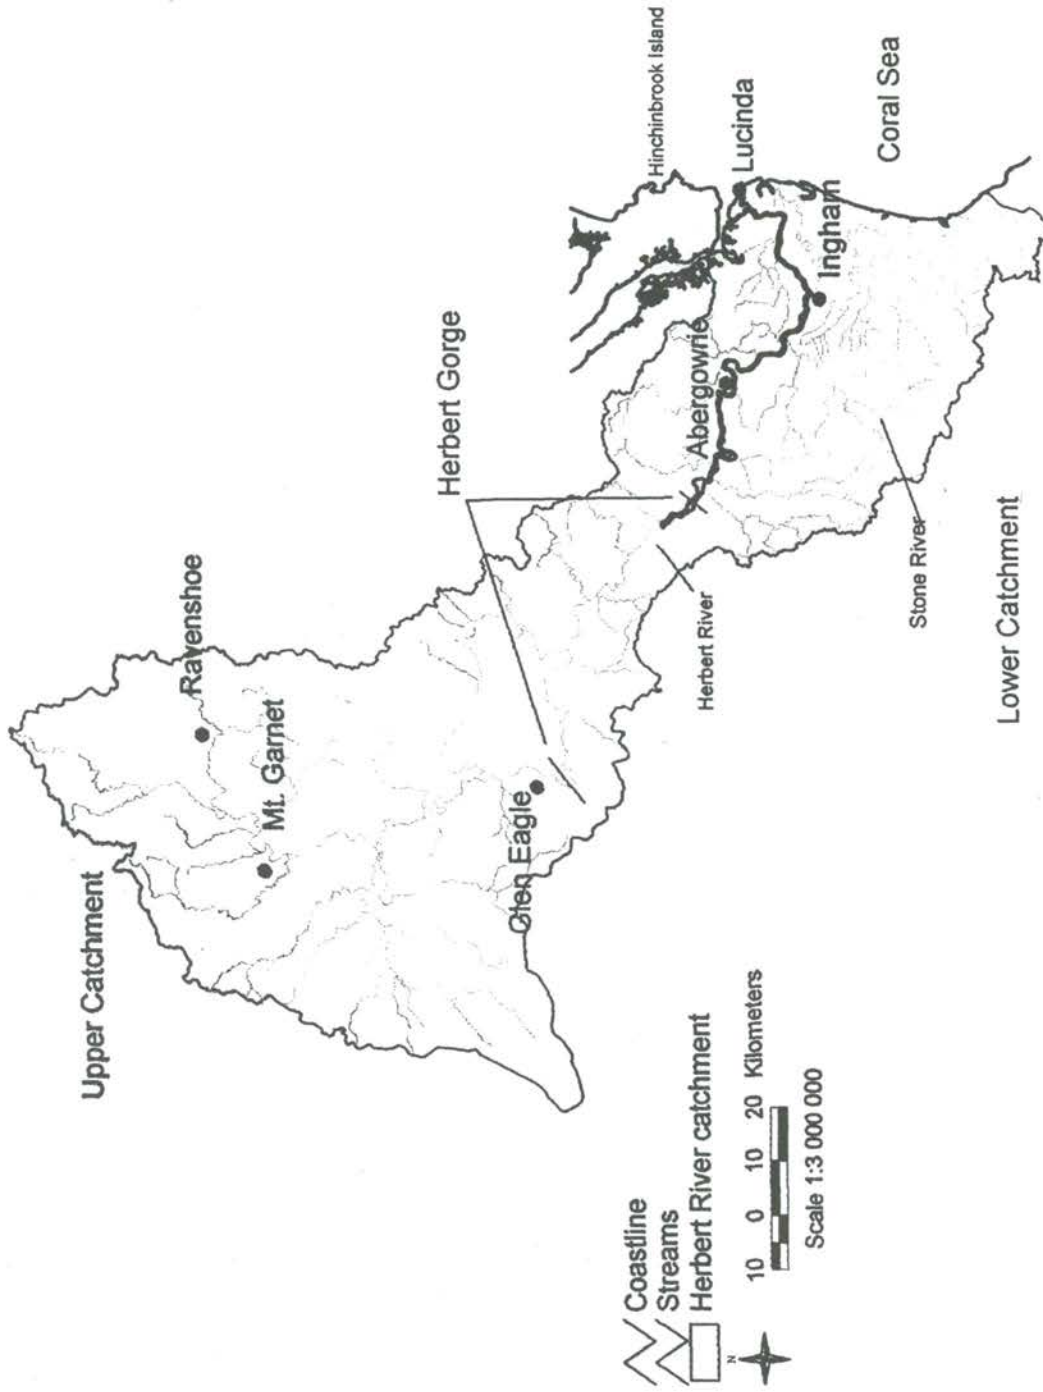 Upper Catchment
Ravenshoe
Mt. Garnet
Glen Eagle
Herbert Gorge
Hinchinbrook Island
Lucinda
Abergowrie
Ingham
Coral Sea
Herbert River
Stone River
Lower Catchment
Coastline
Streams
Herbert River catchment
N
10 0 10 20 Kilometers
Scale 1:3 000 000